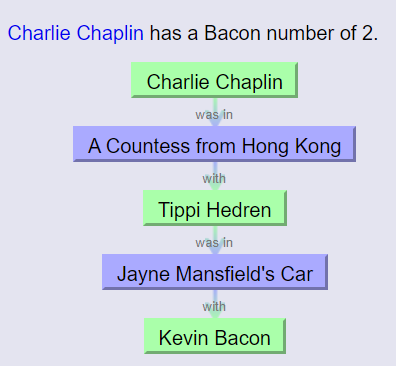 Charlie Chaplin has a Bacon number of 2.
Charlie Chaplin
was in
A Countess from Hong Kong
with
Tippi Hedren
was in
Jayne Mansfield's Car
with
Kevin Bacon